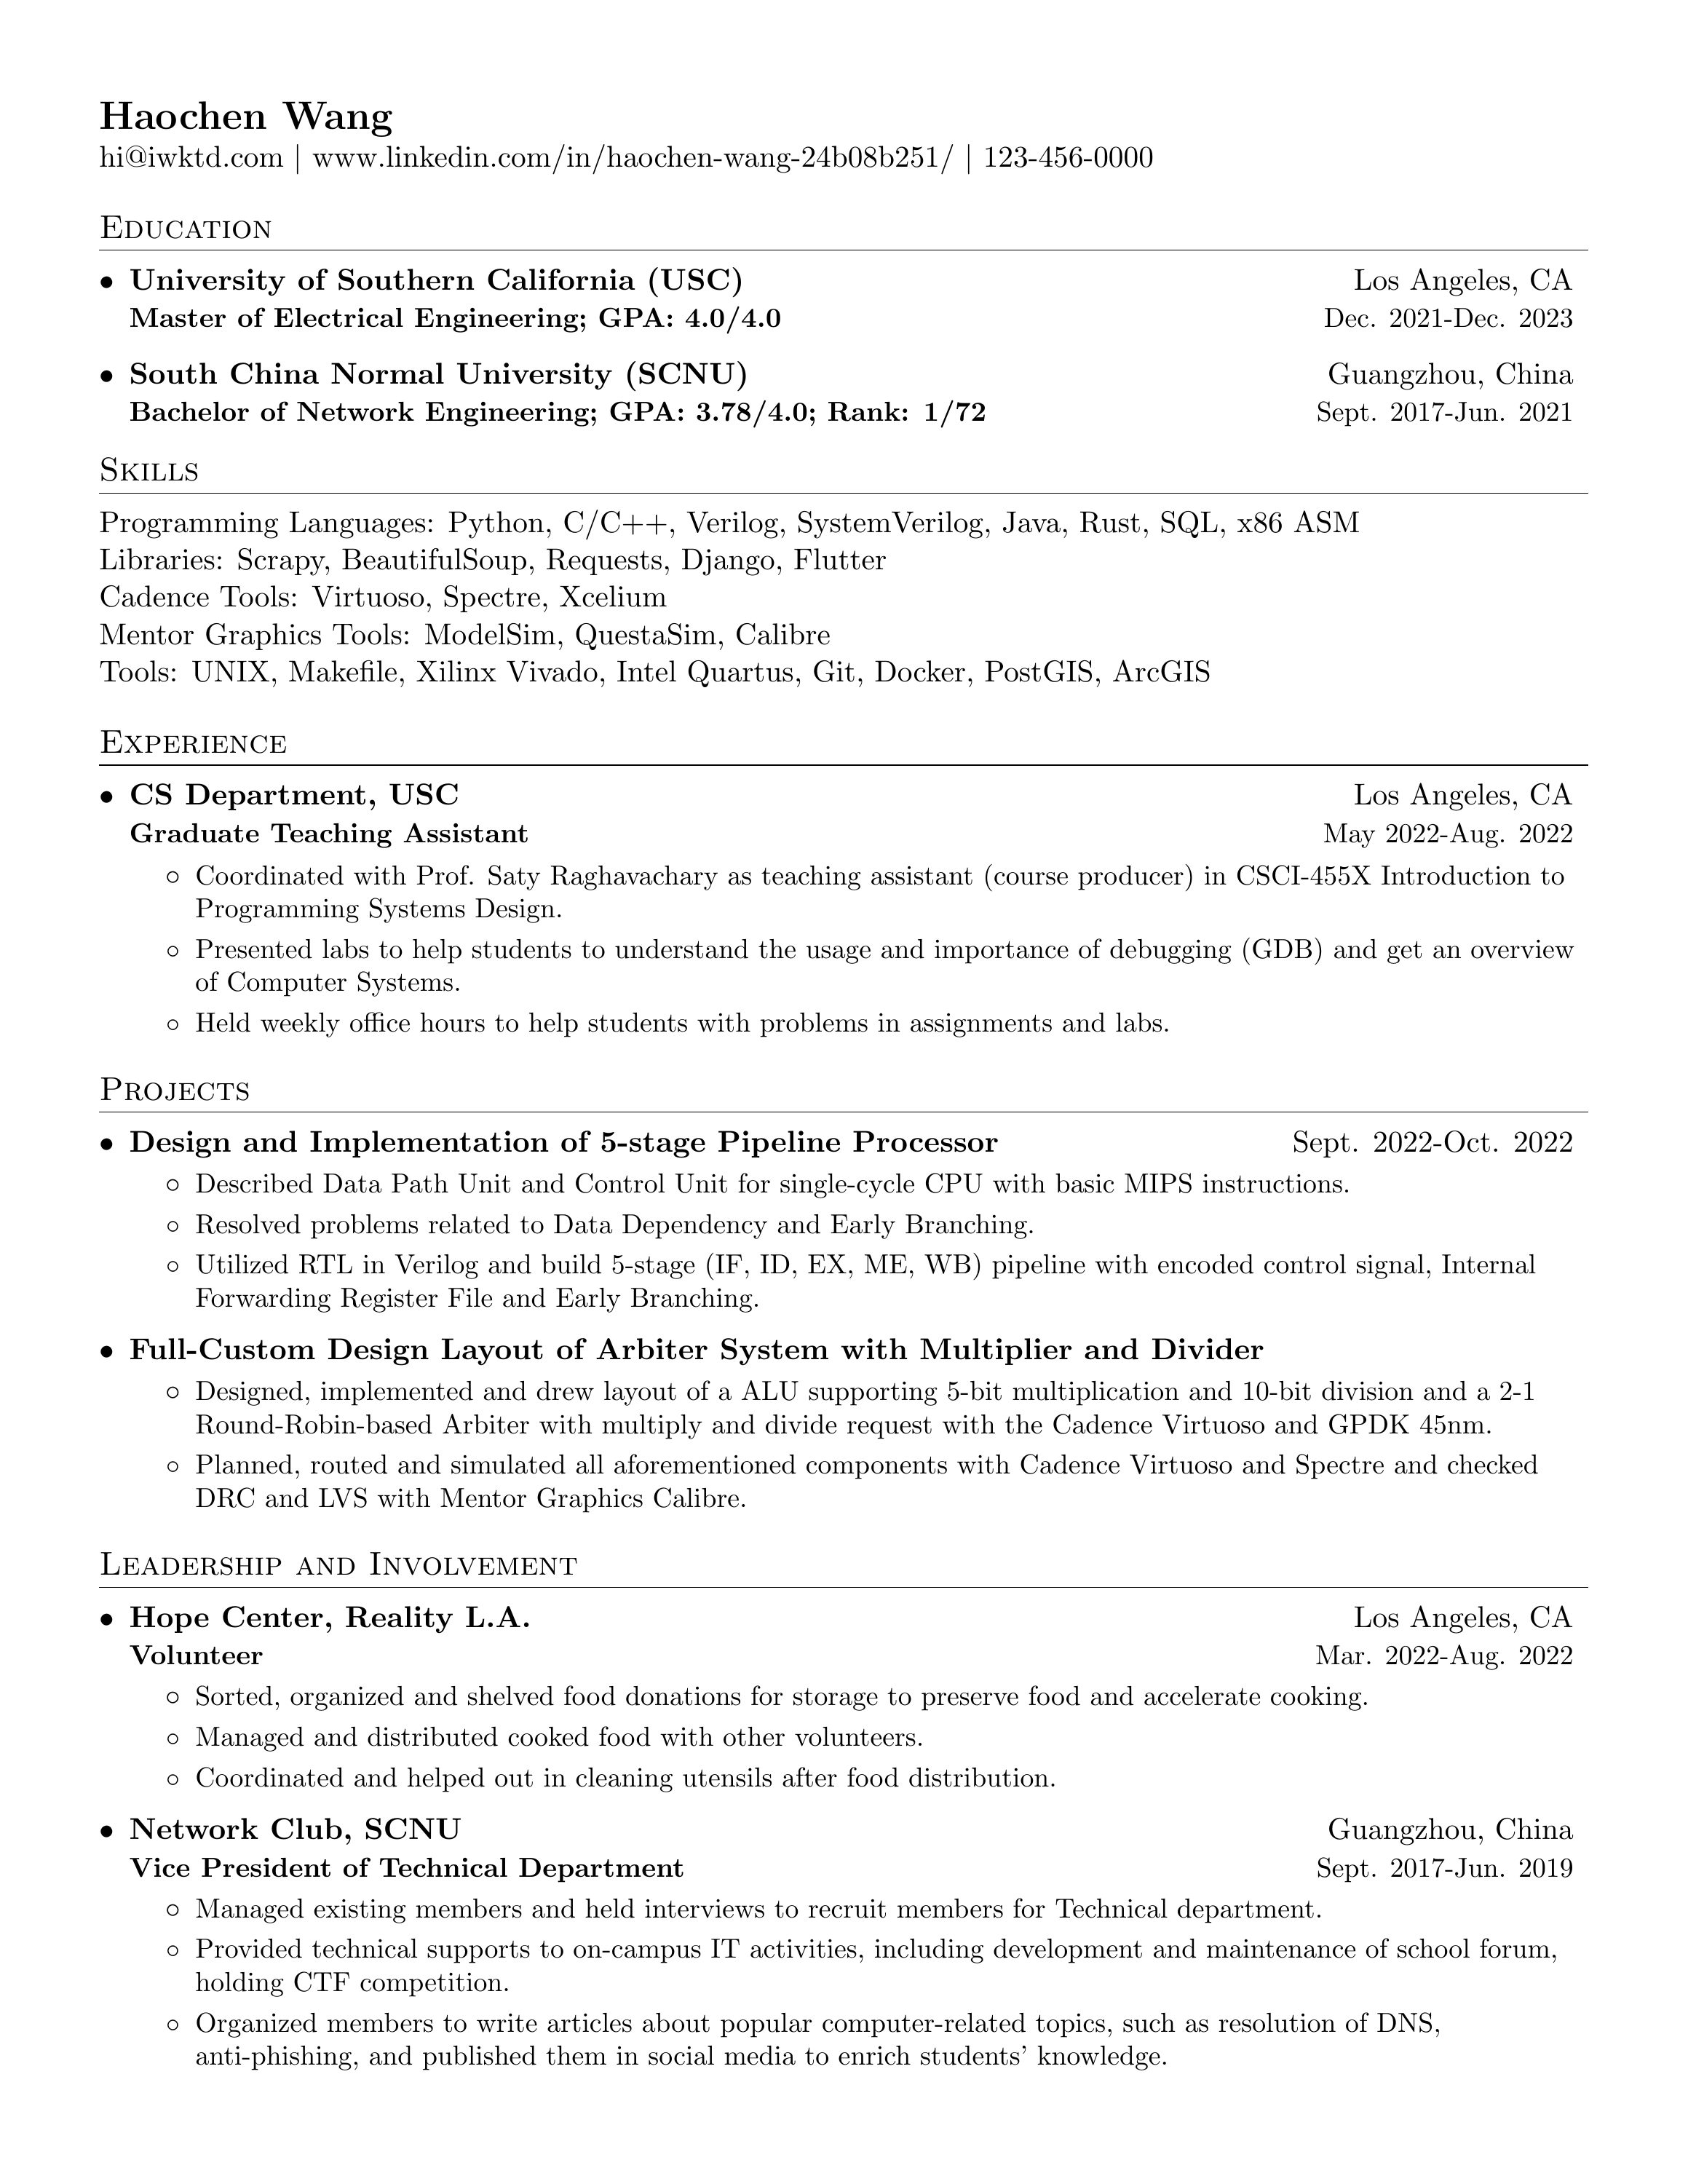 Haochen Wang
hi@iwktd.com | www.linkedin.com/in/haochen-wang-24b08b251/ | 123-456-0000
Education
• University of Southern California (USC) Los Angeles, CA
Master of Electrical Engineering; GPA: 4.0/4.0 Dec. 2021-Dec. 2023
• South China Normal University (SCNU) Guangzhou, China
Bachelor of Network Engineering; GPA: 3.78/4.0; Rank: 1/72 Sept. 2017-Jun. 2021
Skills
Programming Languages: Python, C/C++, Verilog, SystemVerilog, Java, Rust, SQL, x86 ASM
Libraries: Scrapy, BeautifulSoup, Requests, Django, Flutter
Cadence Tools: Virtuoso, Spectre, Xcelium
Mentor Graphics Tools: ModelSim, QuestaSim, Calibre
Tools: UNIX, Makefile, Xilinx Vivado, Intel Quartus, Git, Docker, PostGIS, ArcGIS
Experience
• CS Department, USC Los Angeles, CA
Graduate Teaching Assistant May 2022-Aug. 2022
◦ Coordinated with Prof. Saty Raghavachary as teaching assistant (course producer) in CSCI-455X Introduction to
Programming Systems Design.
◦ Presented labs to help students to understand the usage and importance of debugging (GDB) and get an overview
of Computer Systems.
◦ Held weekly office hours to help students with problems in assignments and labs.
Projects
• Design and Implementation of 5-stage Pipeline Processor Sept. 2022-Oct. 2022
◦ Described Data Path Unit and Control Unit for single-cycle CPU with basic MIPS instructions.
◦ Resolved problems related to Data Dependency and Early Branching.
◦ Utilized RTL in Verilog and build 5-stage (IF, ID, EX, ME, WB) pipeline with encoded control signal, Internal
Forwarding Register File and Early Branching.
• Full-Custom Design Layout of Arbiter System with Multiplier and Divider
◦ Designed, implemented and drew layout of a ALU supporting 5-bit multiplication and 10-bit division and a 2-1
Round-Robin-based Arbiter with multiply and divide request with the Cadence Virtuoso and GPDK 45nm.
◦ Planned, routed and simulated all aforementioned components with Cadence Virtuoso and Spectre and checked
DRC and LVS with Mentor Graphics Calibre.
Leadership and Involvement
• Hope Center, Reality L.A. Los Angeles, CA
Volunteer Mar. 2022-Aug. 2022
◦ Sorted, organized and shelved food donations for storage to preserve food and accelerate cooking.
◦ Managed and distributed cooked food with other volunteers.
◦ Coordinated and helped out in cleaning utensils after food distribution.
• Network Club, SCNU Guangzhou, China
Vice President of Technical Department Sept. 2017-Jun. 2019
◦ Managed existing members and held interviews to recruit members for Technical department.
◦ Provided technical supports to on-campus IT activities, including development and maintenance of school forum,
holding CTF competition.
◦ Organized members to write articles about popular computer-related topics, such as resolution of DNS,
anti-phishing, and published them in social media to enrich students' knowledge.